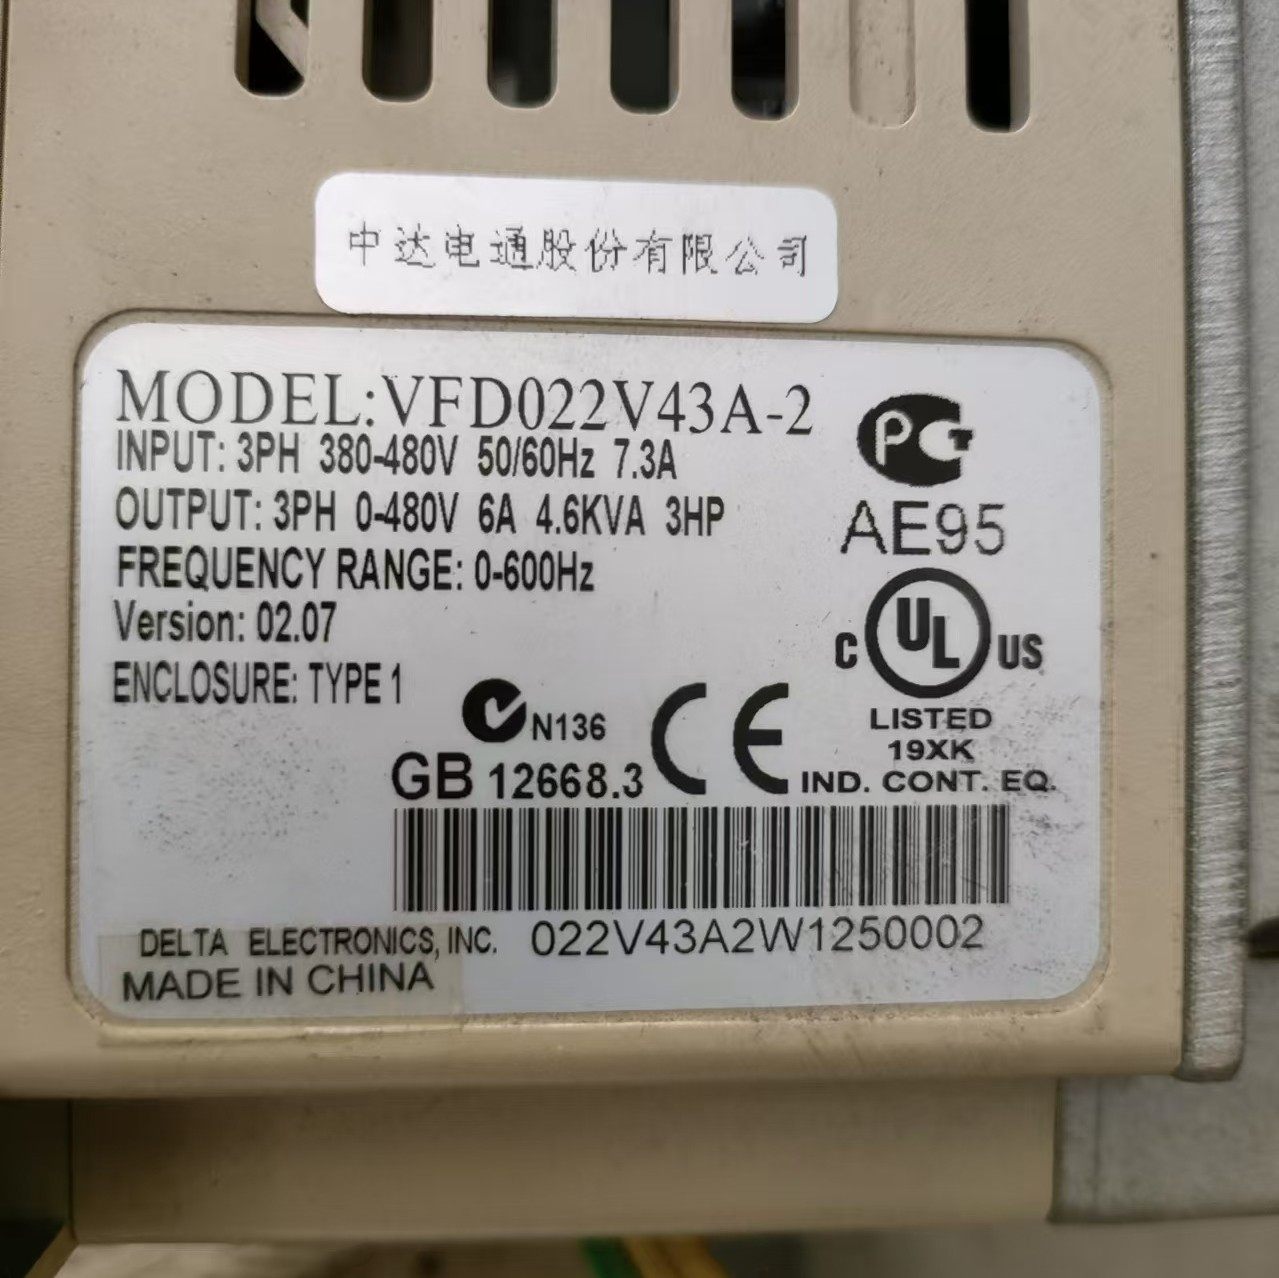 中达电通股份有限公司
MODEL:VFD022V43A-2
INPUT: 3PH 380-480V 50/60Hz 7.3A
OUTPUT: 3PH 0-480V 6A 4.6KVA 3HP
FREQUENCY RANGE: 0-600Hz
Version: 02.07
ENCLOSURE: TYPE 1
PCT
AE95
C UL US
LISTED
19XK
IND. CONT. EQ.
N136
CE
GB 12668.3
022V43A2W1250002
DELTA ELECTRONICS, INC.
MADE IN CHINA